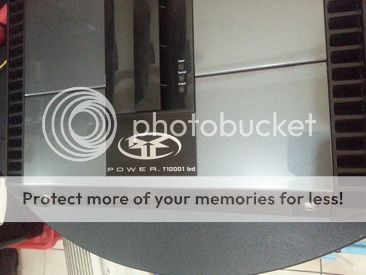 photobucket
POWER. T10001 bd
Protect more of your memories for less!